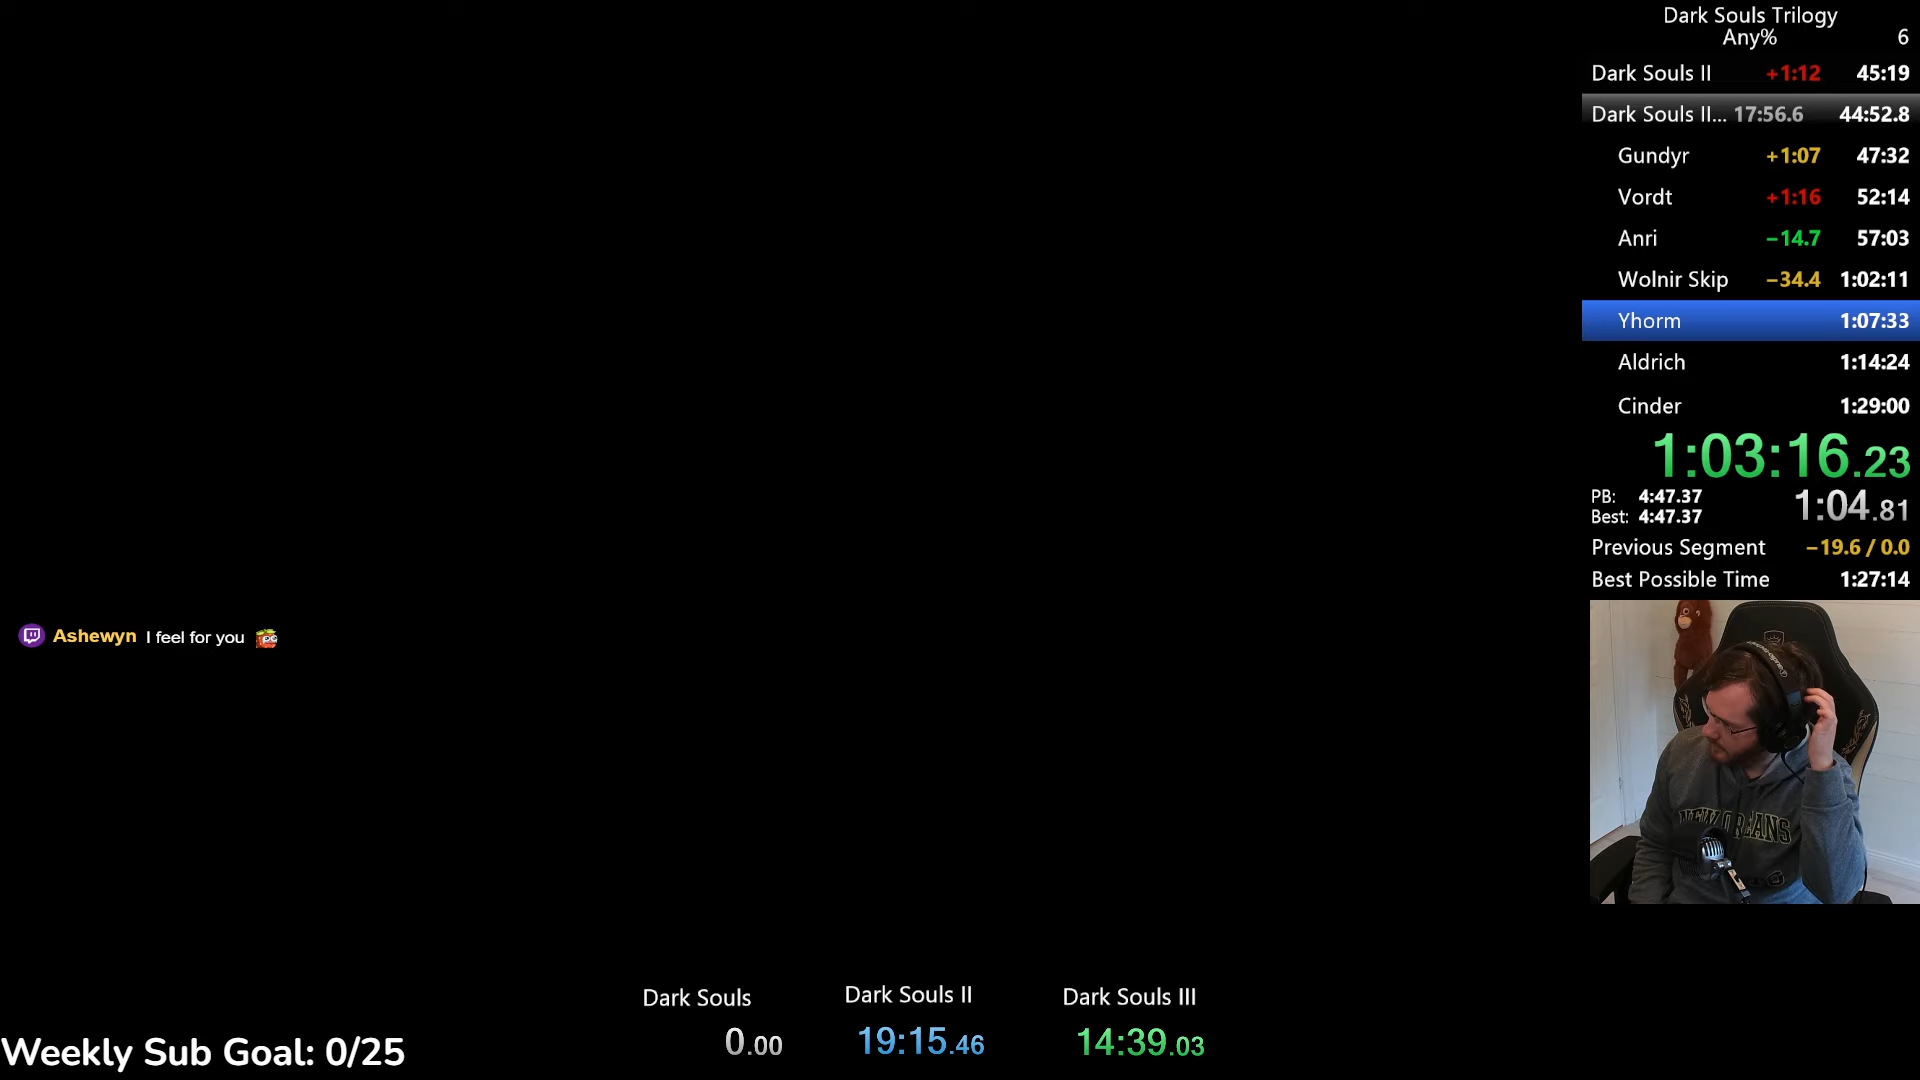 Dark Souls Trilogy
Any% 6
Dark Souls II +1:12 45:19
Dark Souls II... 17:56.6 44:52.8
Gundyr +1:07 47:32
Vordt +1:16 52:14
Anri −14.7 57:03
Wolnir Skip −34.4 1:02:11
Yhorm 1:07:33
Aldrich 1:14:24
Cinder 1:29:00
1:03:16.23
PB: 4:47.37
Best: 4:47.37
1:04.81
Previous Segment −19.6 / 0.0
Best Possible Time 1:27:14
Ashewyn I feel for you
NEW ORLEANS
Dark Souls
0.00
Dark Souls II
19:15.46
Dark Souls III
14:39.03
Weekly Sub Goal: 0/25